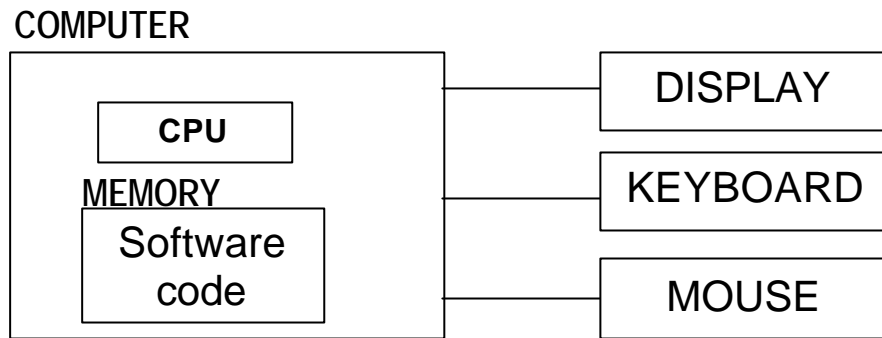 COMPUTER
CPU
MEMORY
Software
code
DISPLAY
KEYBOARD
MOUSE